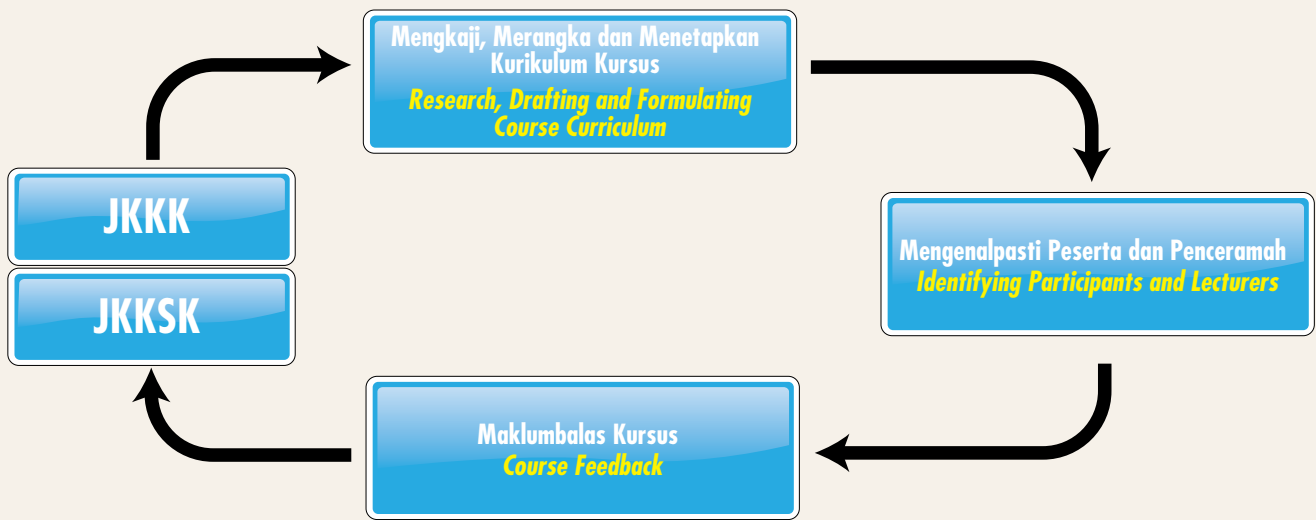 Mengkaji, Merangka dan Menetapkan
Kurikulum Kursus
Research, Drafting and Formulating
Course Curriculum
JKKK
JKKSK
Mengenalpasti Peserta dan Penceramah
Identifying Participants and Lecturers
Maklumbalas Kursus
Course Feedback